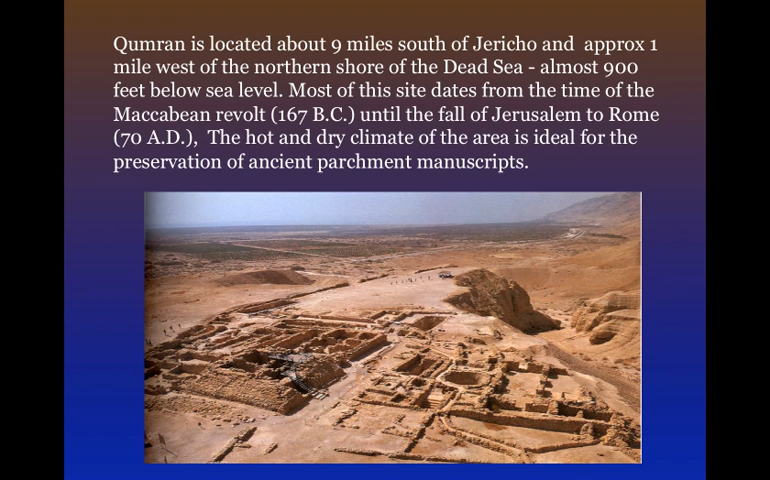 Qumran is located about 9 miles south of Jericho and  approx 1
mile west of the northern shore of the Dead Sea - almost 900
feet below sea level. Most of this site dates from the time of the
Maccabean revolt (167 B.C.) until the fall of Jerusalem to Rome
(70 A.D.),  The hot and dry climate of the area is ideal for the
preservation of ancient parchment manuscripts.